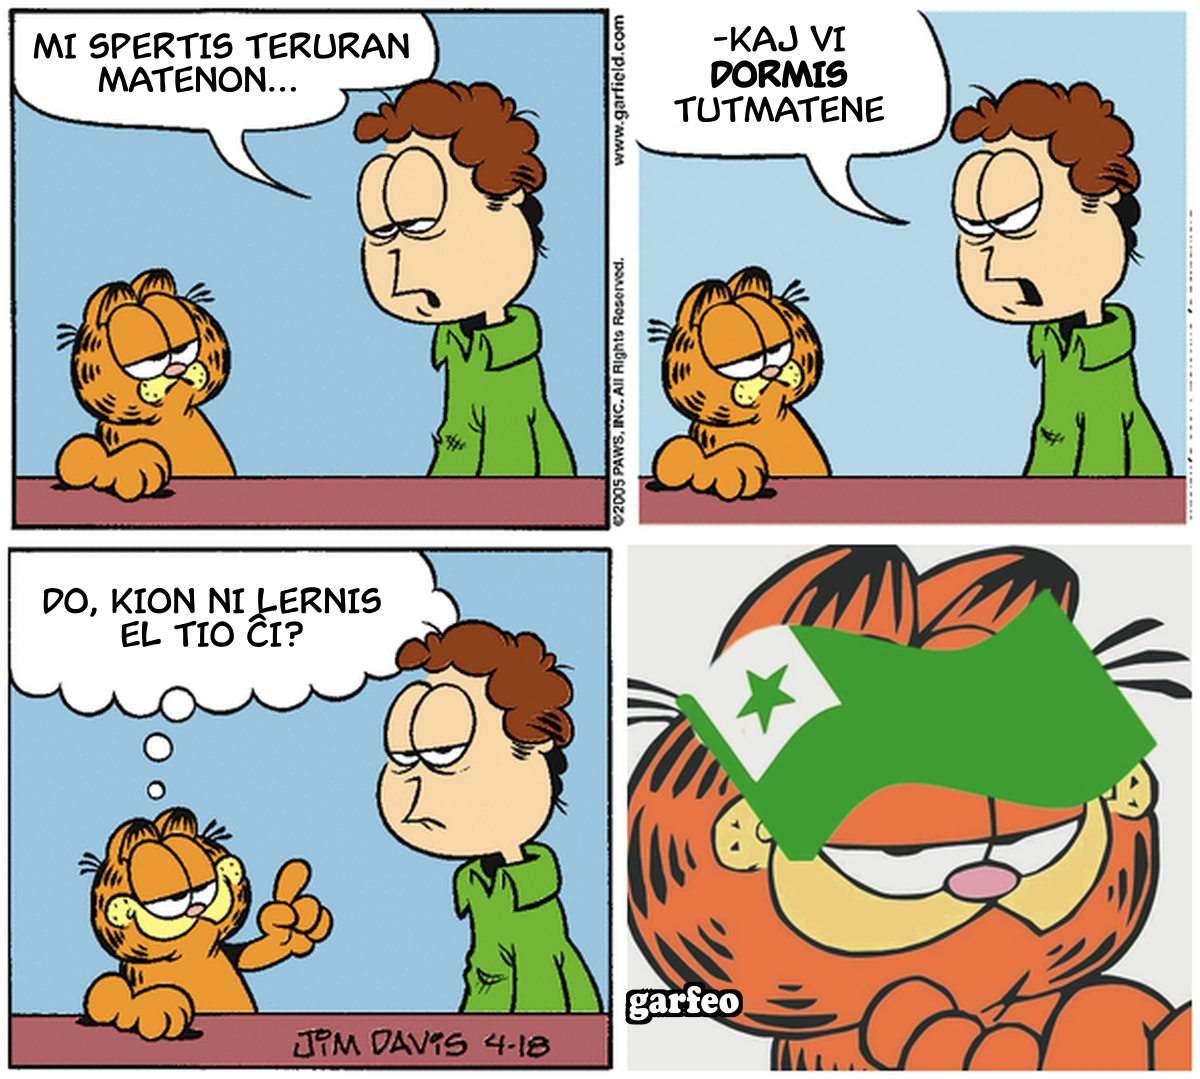 MI SPERTIS TERURAN
MATENON...
www.garfield.com
©2005 PAWS, INC. All Rights Reserved.
-KAJ VI
DORMIS
TUTMATENE
DO, KION NI LERNIS
EL TIO ĈI?
JIM DAVIS 4-18
garfeo